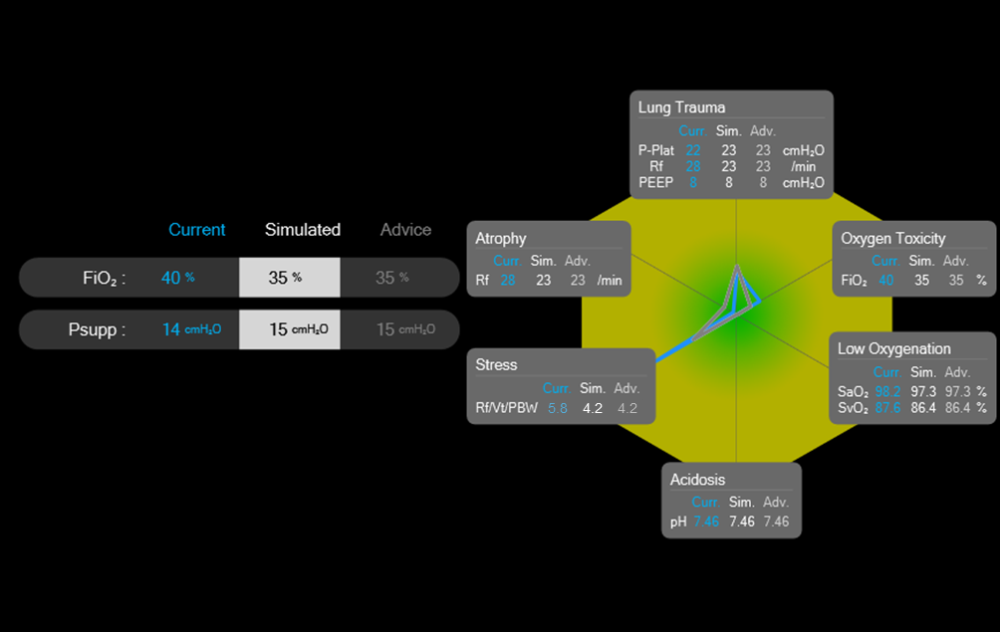 Current Simulated Advice
FiO₂ : 40 % 35 % 35 %
Psupp : 14 cmH₂O 15 cmH₂O 15 cmH₂O
Lung Trauma
Curr. Sim. Adv.
P-Plat 22 23 23 cmH₂O
Rf 28 23 23 /min
PEEP 8 8 8 cmH₂O
Atrophy
Curr. Sim. Adv.
Rf 28 23 23 /min
Oxygen Toxicity
Curr. Sim. Adv.
FiO₂ 40 35 35 %
Stress
Curr. Sim. Adv.
Rf/Vt/PBW 5.8 4.2 4.2
Low Oxygenation
Curr. Sim. Adv.
SaO₂ 98.2 97.3 97.3 %
SvO₂ 87.6 86.4 86.4 %
Acidosis
Curr. Sim. Adv.
pH 7.46 7.46 7.46